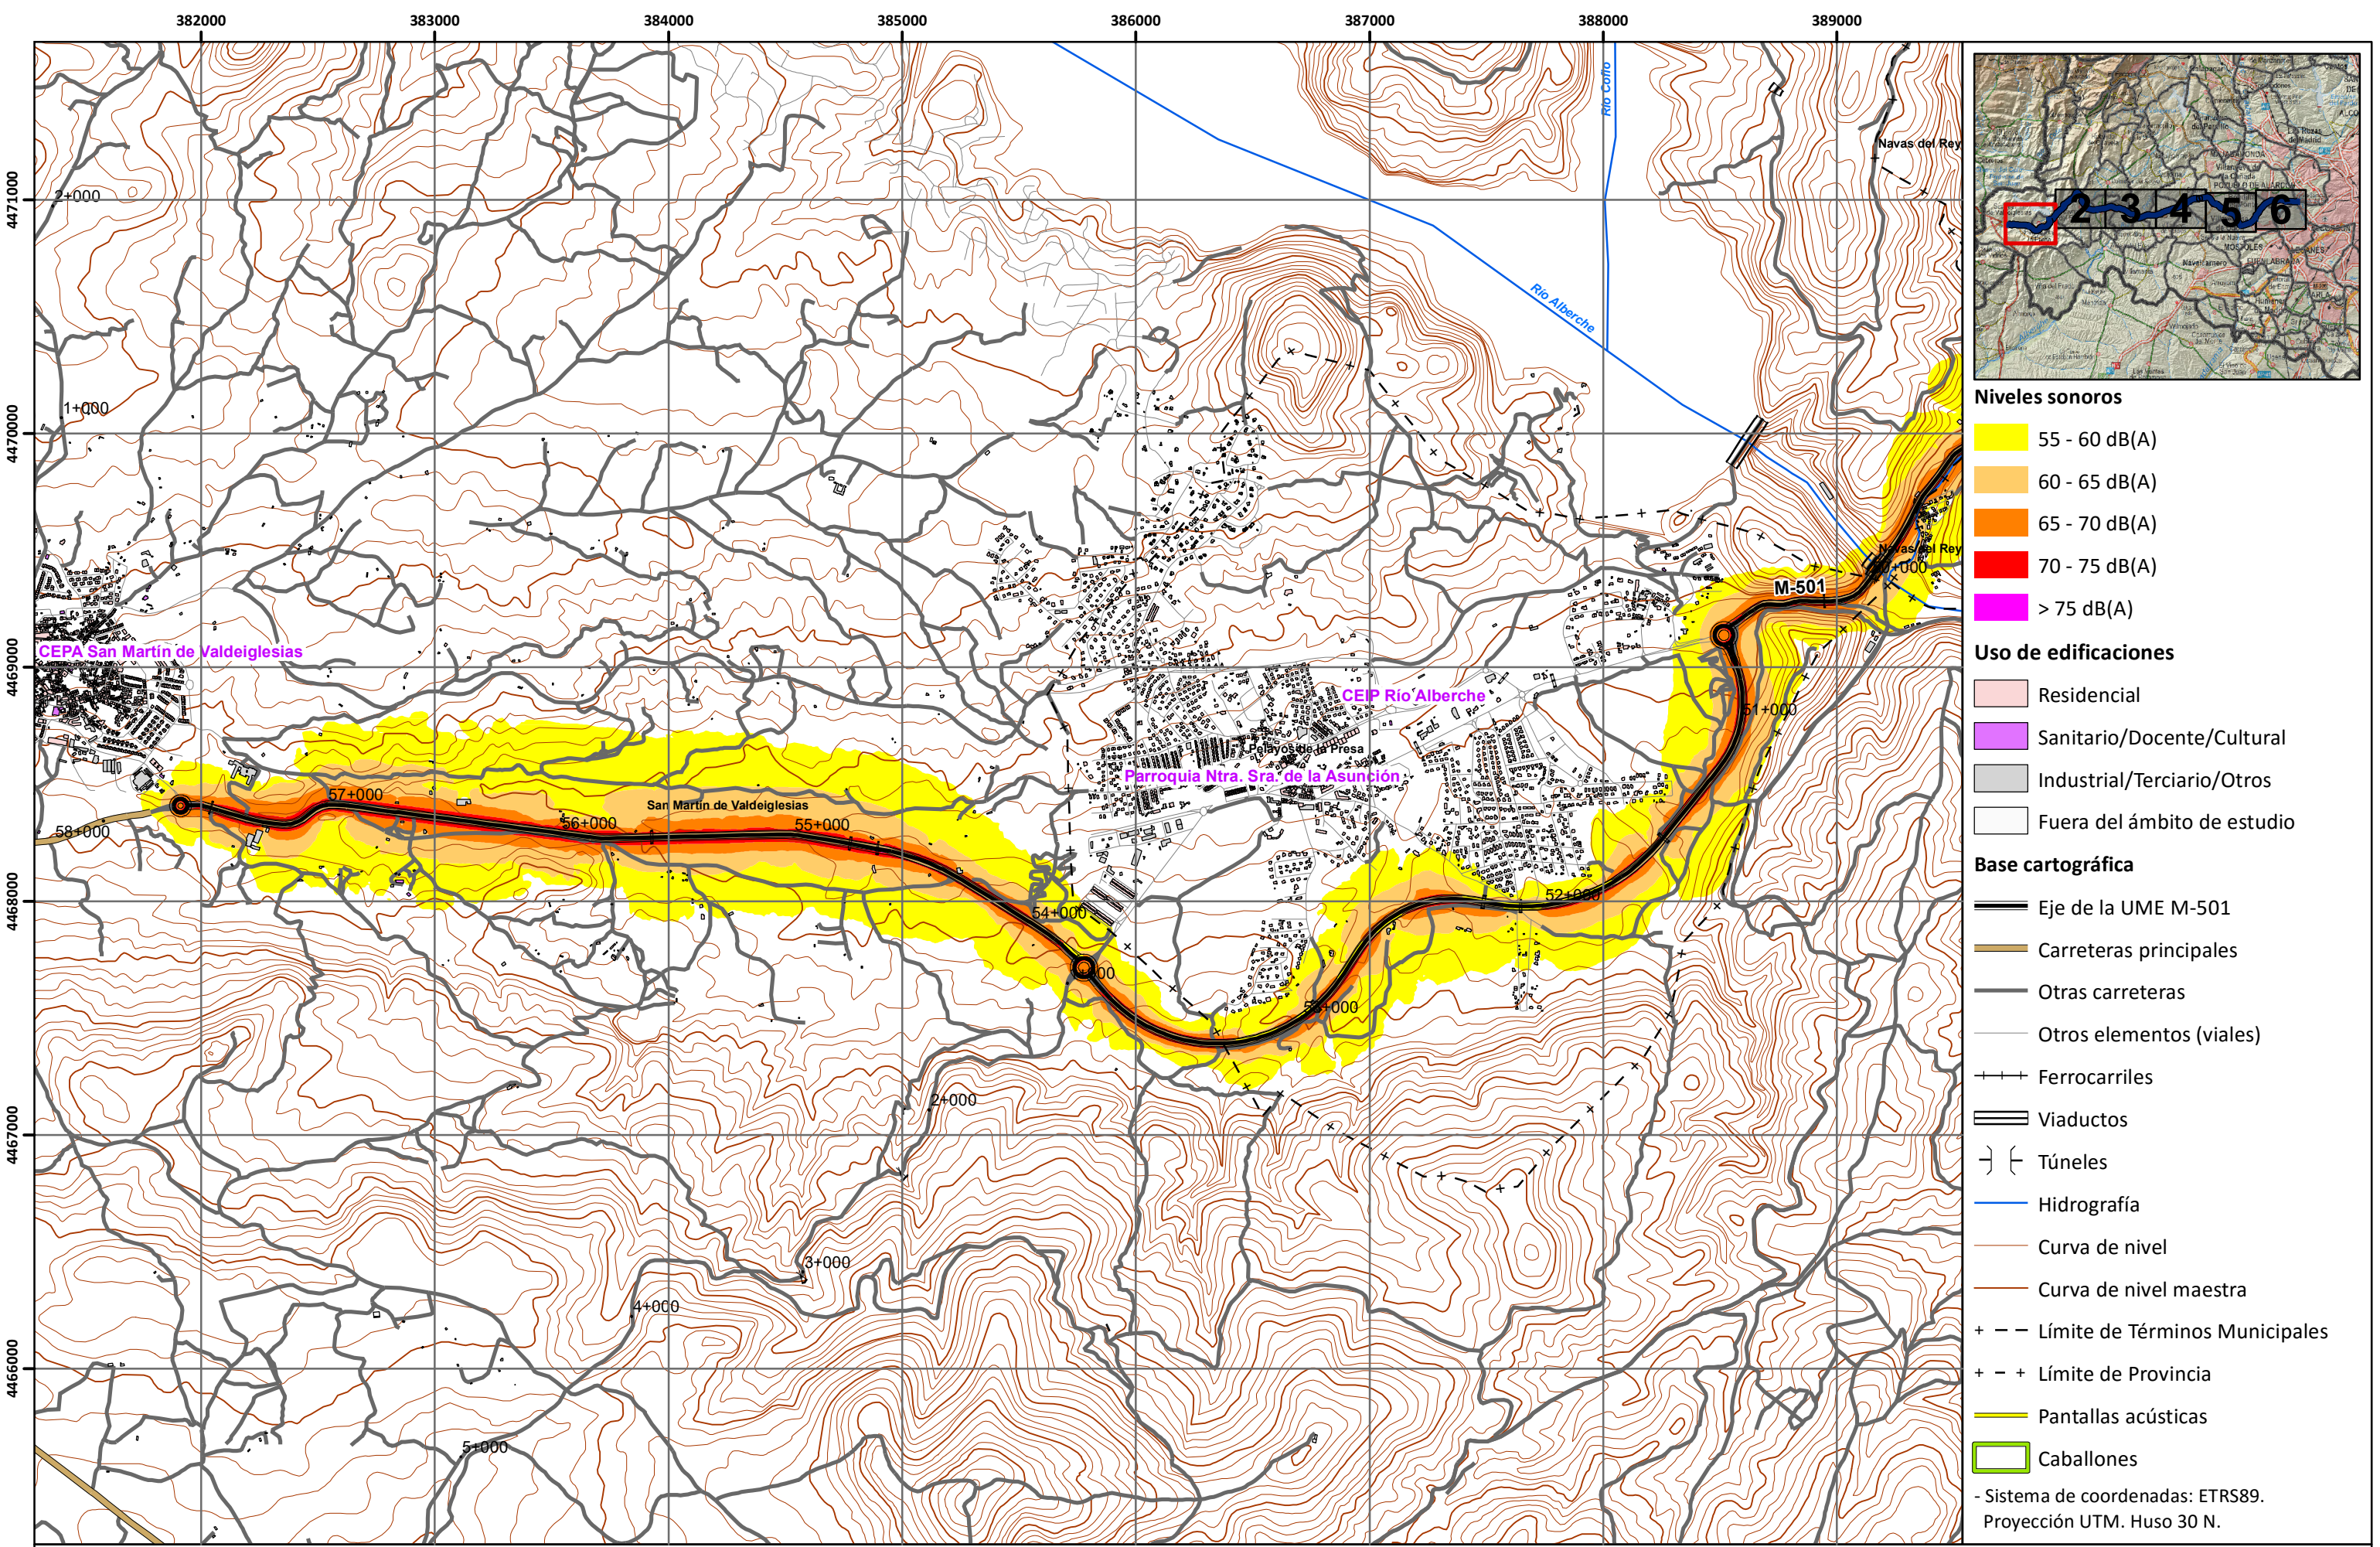 382000
383000
384000
385000
386000
387000
388000
389000
4471000
4470000
4469000
4468000
4467000
4466000
Río Cofio
Navas del Rey
2+000
Río Alberche
1+000
Navas del Rey
M-501
CEPA San Martín de Valdeiglesias
CEIP Río Alberche
51+000
Pelayos de la Presa
Parroquia Ntra. Sra. de la Asunción
57+000
San Martín de Valdeiglesias
56+000
55+000
58+000
52+000
54+000
53+000
2+000
3+000
4+000
5+000
2
3
4
5
6
Niveles sonoros
55 - 60 dB(A)
60 - 65 dB(A)
65 - 70 dB(A)
70 - 75 dB(A)
> 75 dB(A)
Uso de edificaciones
Residencial
Sanitario/Docente/Cultural
Industrial/Terciario/Otros
Fuera del ámbito de estudio
Base cartográfica
Eje de la UME M-501
Carreteras principales
Otras carreteras
Otros elementos (viales)
Ferrocarriles
Viaductos
Túneles
Hidrografía
Curva de nivel
Curva de nivel maestra
Límite de Términos Municipales
Límite de Provincia
Pantallas acústicas
Caballones
- Sistema de coordenadas: ETRS89.
Proyección UTM. Huso 30 N.